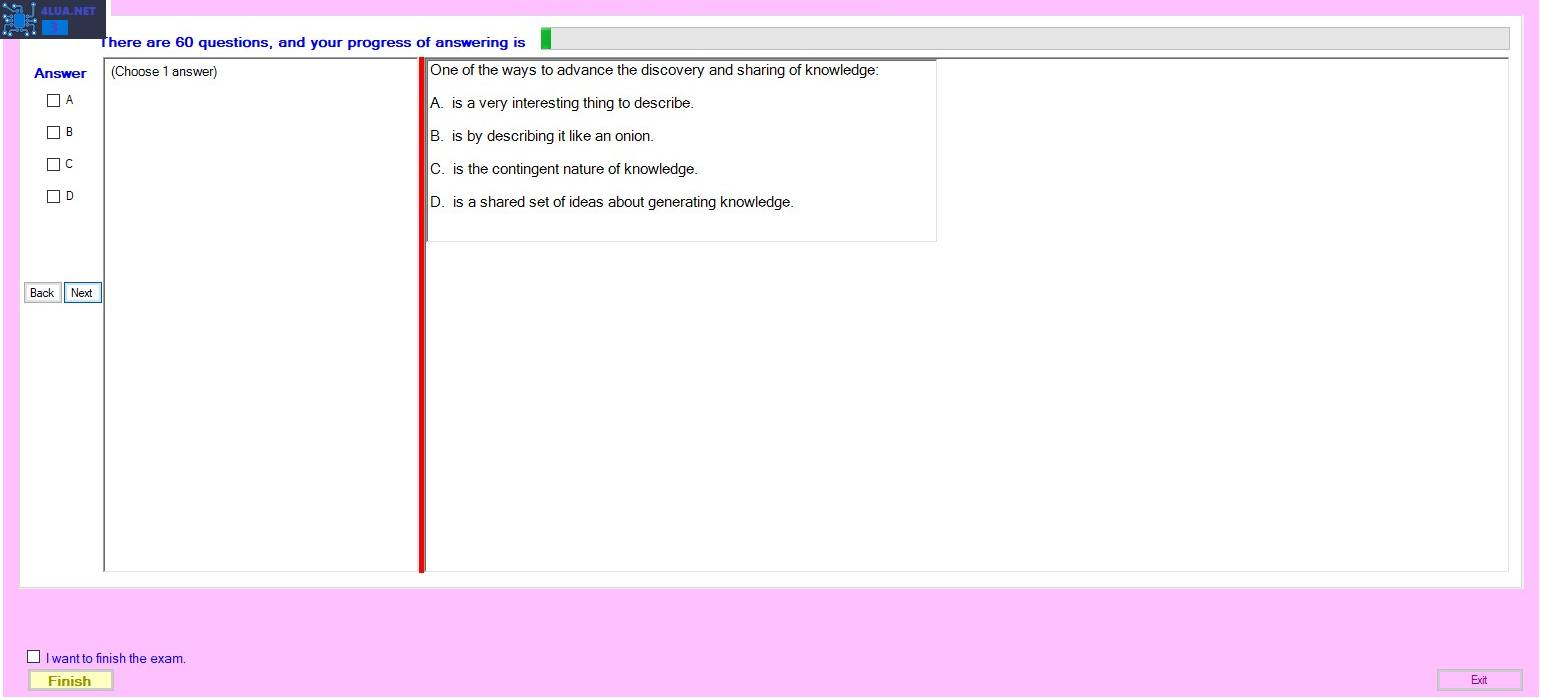 4LUA.NET
There are 60 questions, and your progress of answering is
Answer
(Choose 1 answer)
A
B
C
D
Back Next
One of the ways to advance the discovery and sharing of knowledge:
A. is a very interesting thing to describe.
B. is by describing it like an onion.
C. is the contingent nature of knowledge.
D. is a shared set of ideas about generating knowledge.
I want to finish the exam.
Finish
Exit